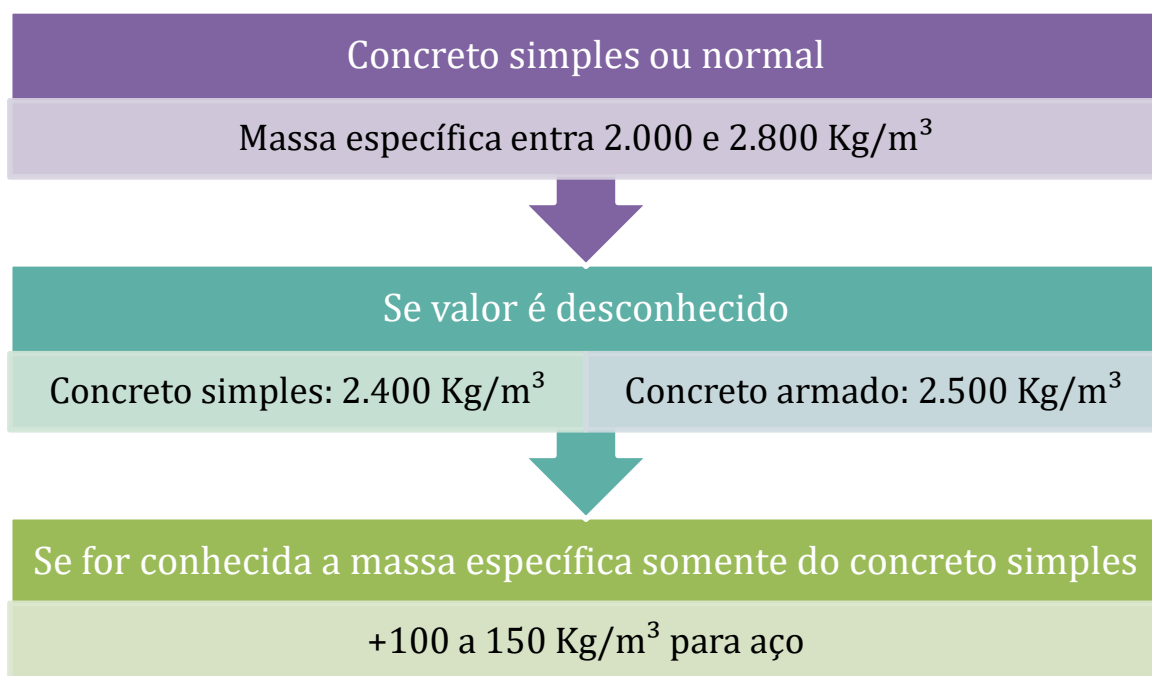 Concreto simples ou normal
Massa específica entra 2.000 e 2.800 Kg/m³
Se valor é desconhecido
Concreto simples: 2.400 Kg/m³
Concreto armado: 2.500 Kg/m³
Se for conhecida a massa específica somente do concreto simples
+100 a 150 Kg/m³ para aço